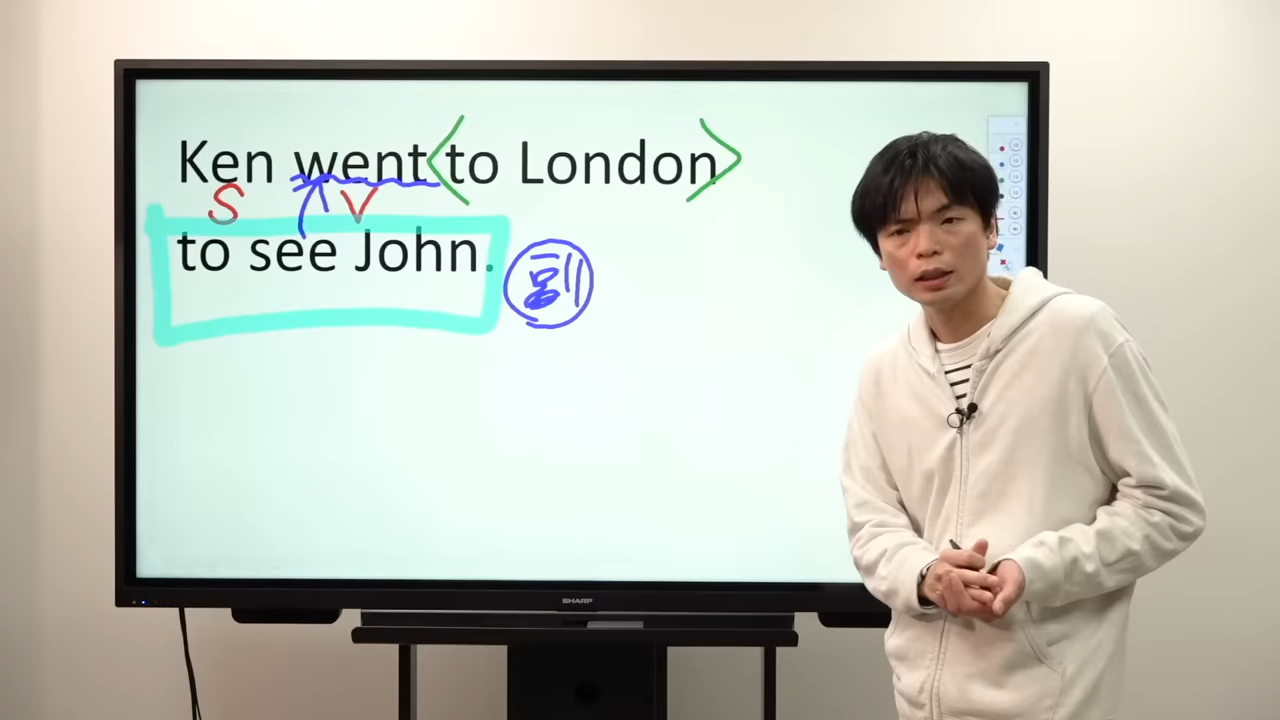 Ken went to London
S V
to see John.
副
SHARP